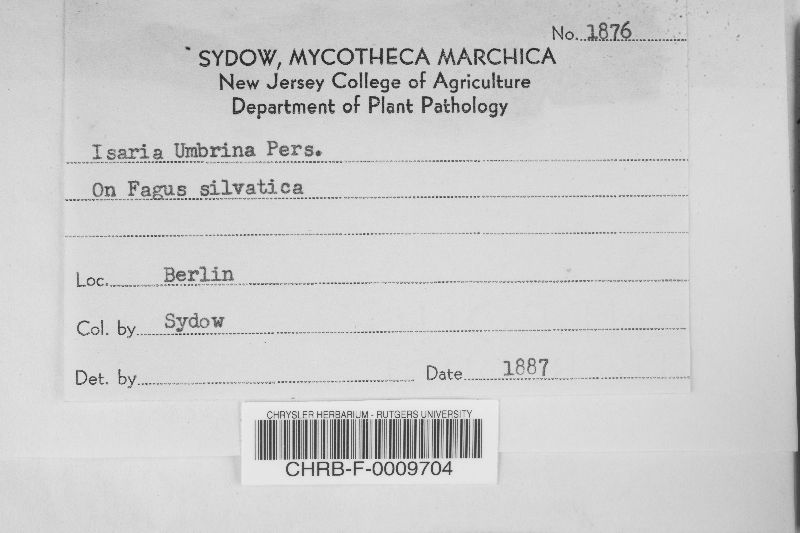 No. 1876
SYDOW, MYCOTHECA MARCHICA
New Jersey College of Agriculture
Department of Plant Pathology
Isaria Umbrina Pers.
On Fagus silvatica
Loc. Berlin
Col. by Sydow
Det. by Date 1887
CHRYSLER HERBARIUM - RUTGERS UNIVERSITY
CHRB-F-0009704